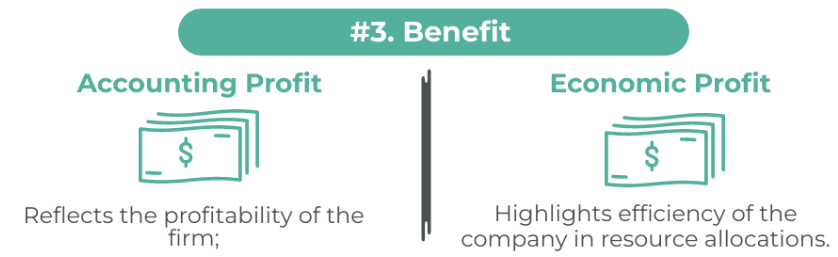 #3. Benefit
Accounting Profit
$
Reflects the profitability of the
firm;
Economic Profit
$
Highlights efficiency of the
company in resource allocations.